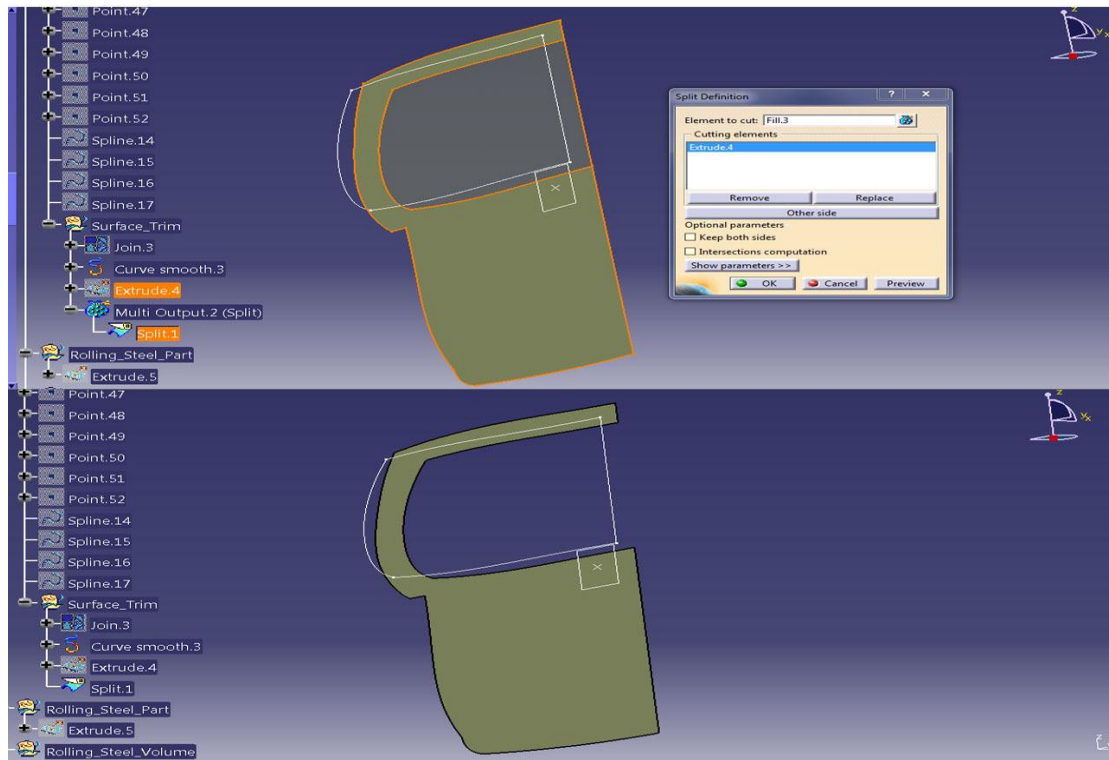 Point.47
Point.48
Point.49
Point.50
Point.51
Point.52
Spline.14
Spline.15
Spline.16
Spline.17
Surface_Trim
Join.3
Curve smooth.3
Extrude.4
Multi Output.2 (Split)
Split.1
Rolling_Steel_Part
Extrude.5
z
y
x
Split Definition
? ×
Element to cut: Fill.3
Cutting elements
Extrude.4
Remove Replace
Other side
Optional parameters
Keep both sides
Intersections computation
Show parameters >>
OK Cancel Preview
Point.47
Point.48
Point.49
Point.50
Point.51
Point.52
Spline.14
Spline.15
Spline.16
Spline.17
Surface_Trim
Join.3
Curve smooth.3
Extrude.4
Split.1
Rolling_Steel_Part
Extrude.5
Rolling_Steel_Volume
z
y
x
z